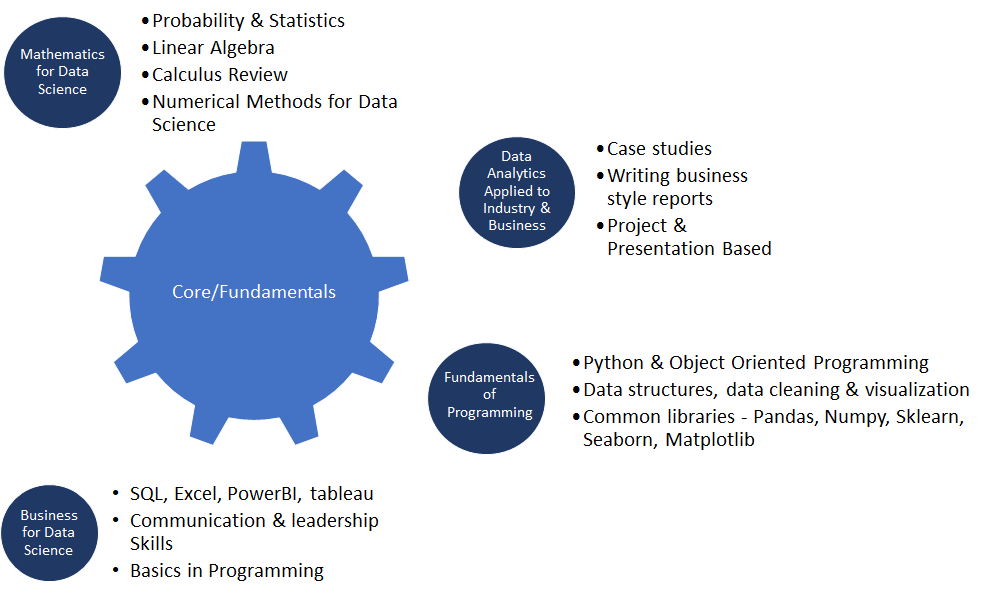 Mathematics
for Data
Science
•Probability & Statistics
•Linear Algebra
•Calculus Review
•Numerical Methods for Data
Science
Data
Analytics
Applied to
Industry &
Business
•Case studies
•Writing business
style reports
•Project &
Presentation Based
Core/Fundamentals
Fundamentals
of
Programming
•Python & Object Oriented Programming
•Data structures, data cleaning & visualization
•Common libraries - Pandas, Numpy, Sklearn,
Seaborn, Matplotlib
Business
for Data
Science
• SQL, Excel, PowerBI, tableau
• Communication & leadership
Skills
• Basics in Programming